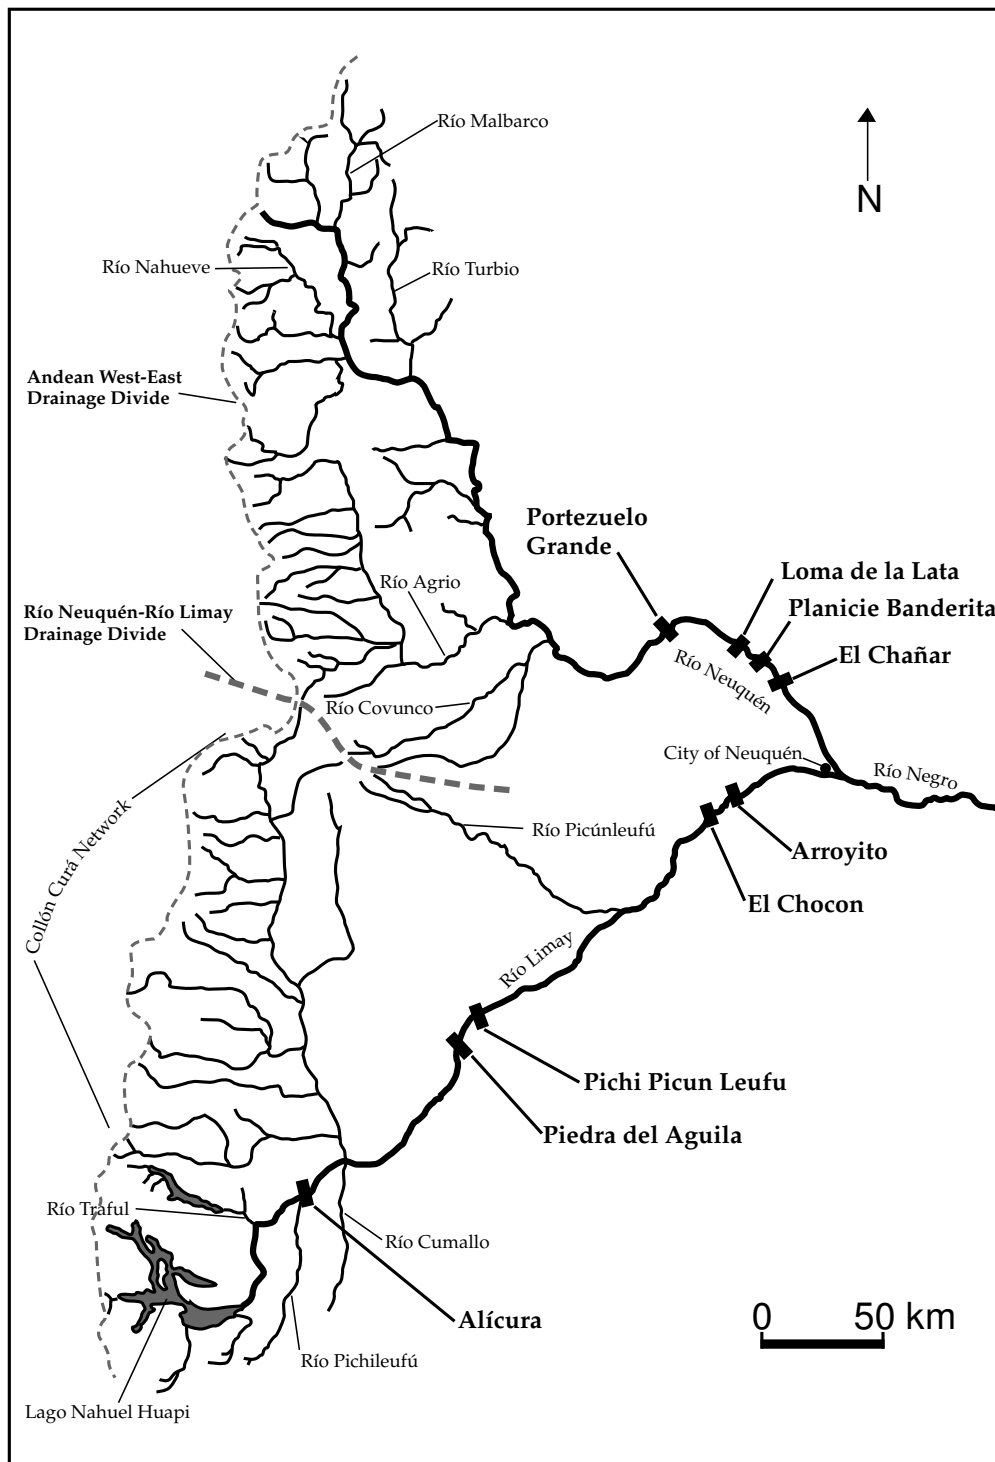 Río Malbarco
N
Río Nahueve
Río Turbio
Andean West-East
Drainage Divide
Portezuelo
Grande
Loma de la Lata
Río Agrio
Planicie Banderita
Río Neuquén-Río Limay
Drainage Divide
El Chañar
Río Neuquén
Río Covunco
City of Neuquén
Río Negro
Collón Curá Network
Río Picúnleufú
Arroyito
El Chocon
Río Limay
Pichi Picun Leufu
Piedra del Aguila
Río Traful
Río Cumallo
Alícura
0 50 km
Río Pichileufú
Lago Nahuel Huapi